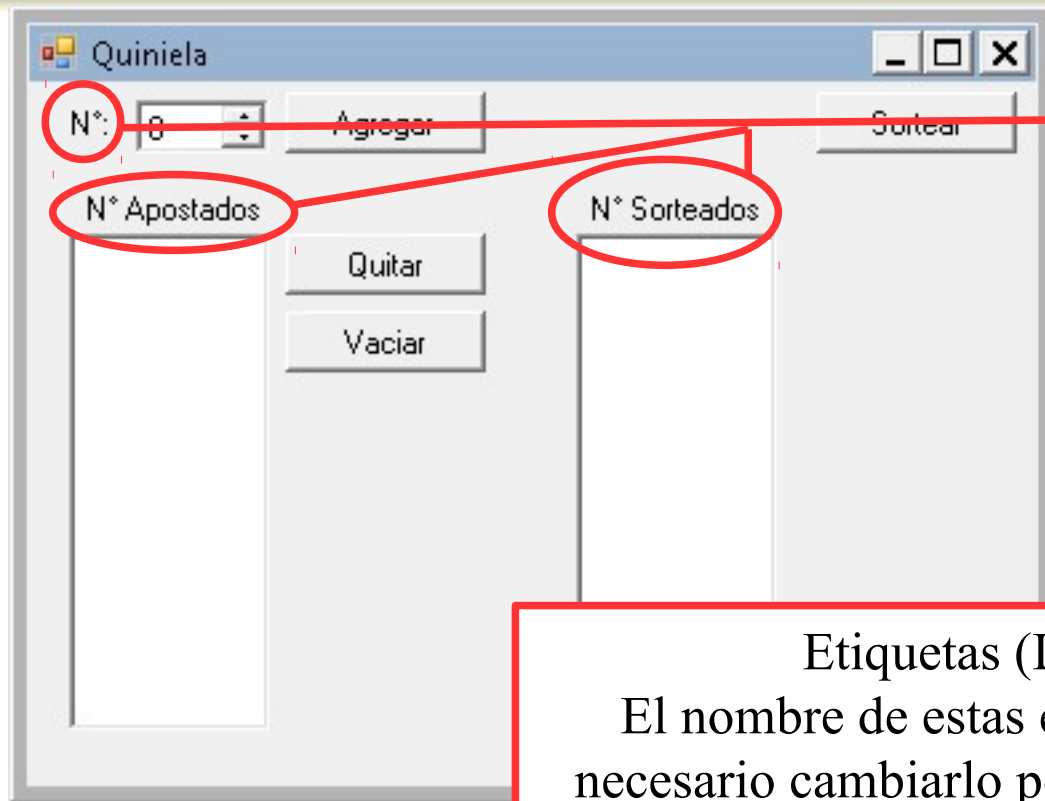 Quiniela
N°: 0 Agregar Sortear
N° Apostados N° Sorteados
Quitar
Vaciar
Etiquetas (
El nombre de estas
necesario cambiarlo